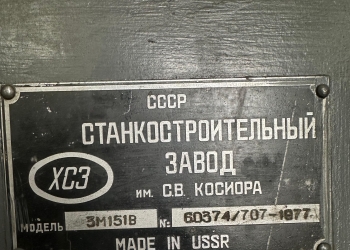 СССР
СТАНКОСТРОИТЕЛЬНЫЙ
ЗАВОД
ХСЗ
ИМ. С.В. КОСИОРА
МОДЕЛЬ 3М151В №: 60374/707-1977
MADE IN USSR